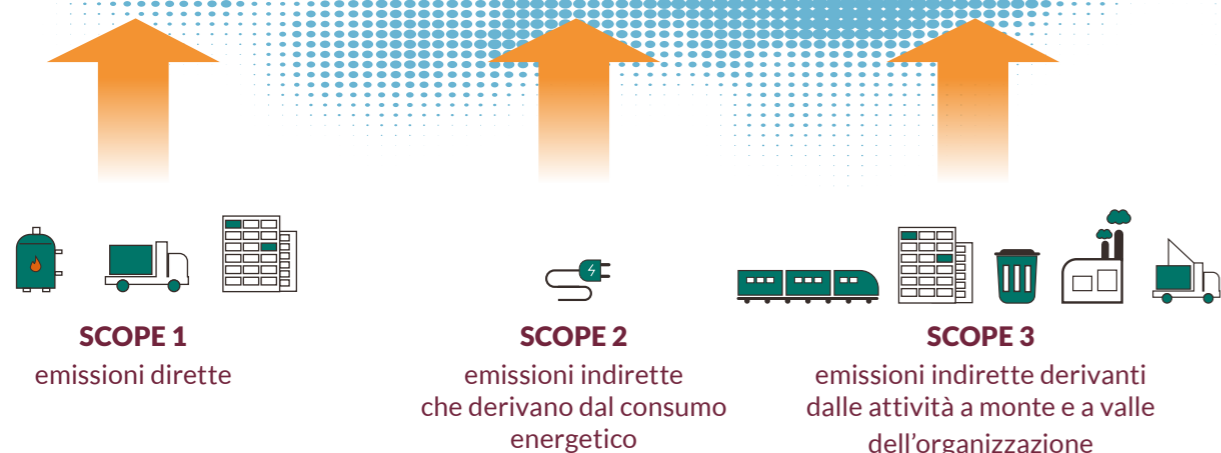 SCOPE 1
emissioni dirette
SCOPE 2
emissioni indirette
che derivano dal consumo
energetico
SCOPE 3
emissioni indirette derivanti
dalle attività a monte e a valle
dell'organizzazione